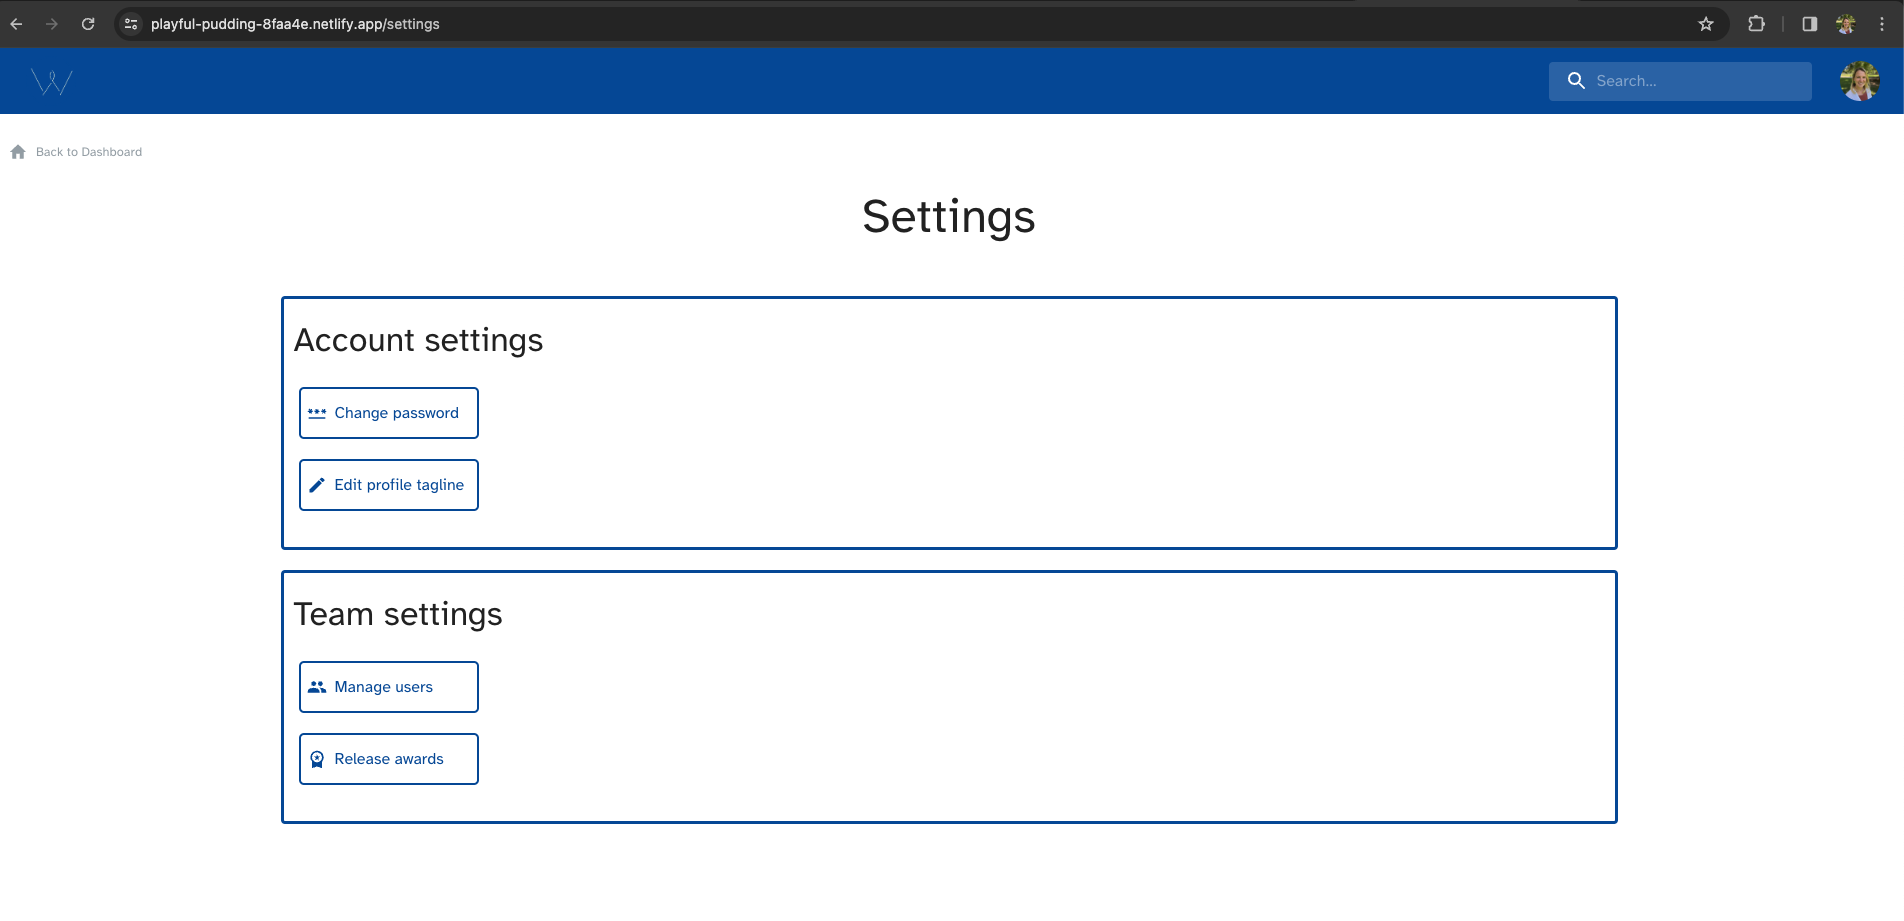 playful-pudding-8faa4e.netlify.app/settings
W
Search...
Back to Dashboard
Settings
Account settings
*** Change password
Edit profile tagline
Team settings
Manage users
Release awards